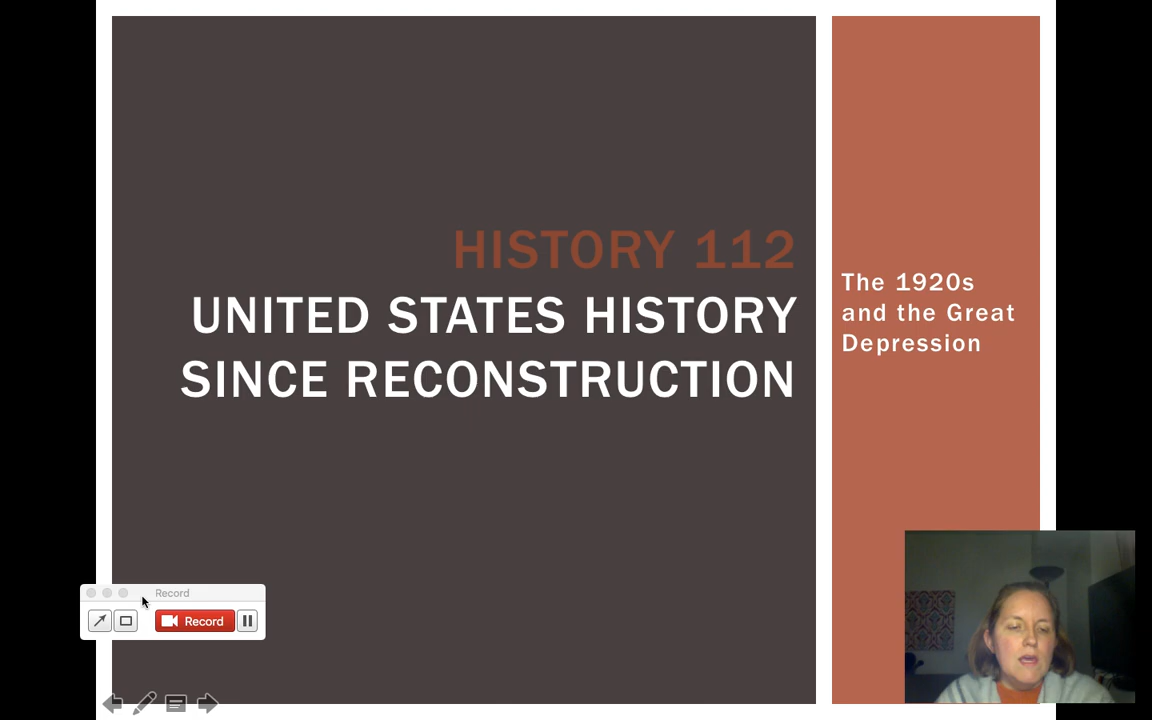 HISTORY 112
UNITED STATES HISTORY
SINCE RECONSTRUCTION
The 1920s
and the Great
Depression
Record
Record